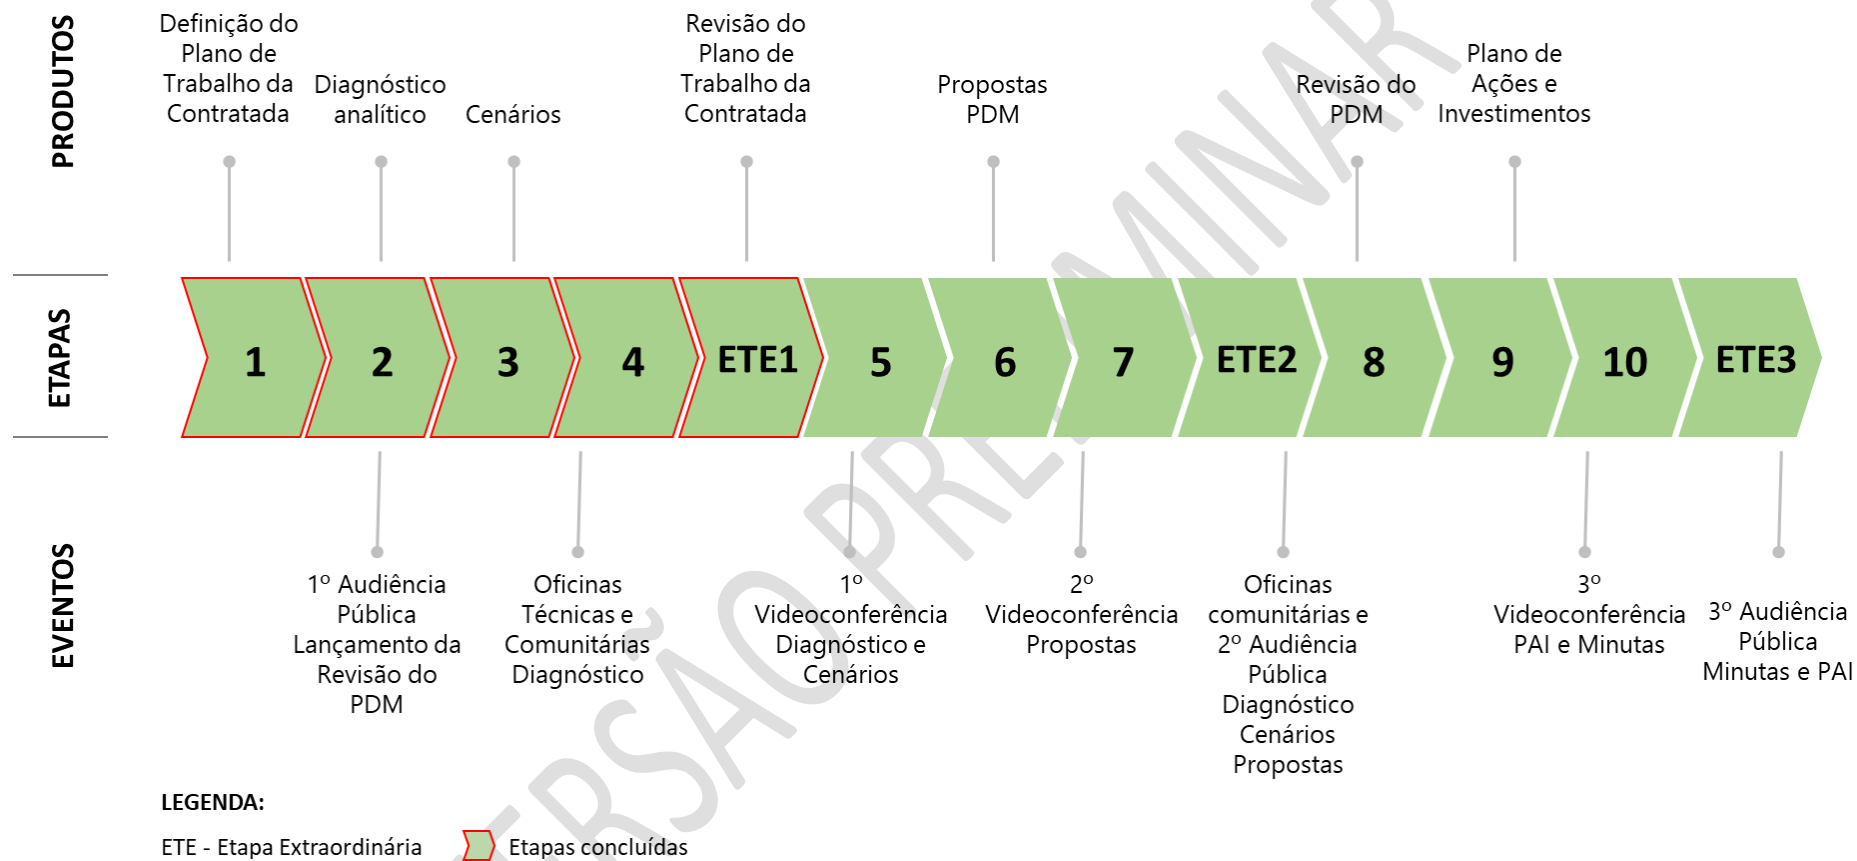 PRODUTOS
Definição do
Plano de
Trabalho da
Contratada
Diagnóstico
analítico
Cenários
Revisão do
Plano de
Trabalho da
Contratada
Propostas
PDM
Revisão do
PDM
Plano de
Ações e
Investimentos
ETAPAS
1
2
3
4
ETE1
5
6
7
ETE2
8
9
10
ETE3
EVENTOS
1º Audiência
Pública
Lançamento da
Revisão do
PDM
Oficinas
Técnicas e
Comunitárias
Diagnóstico
1º
Videoconferência
Diagnóstico e
Cenários
2º
Videoconferência
Propostas
Oficinas
comunitárias e
2º Audiência
Pública
Diagnóstico
Cenários
Propostas
3º
Videoconferência
PAI e Minutas
3º Audiência
Pública
Minutas e PAI
LEGENDA:
ETE - Etapa Extraordinária
Etapas concluídas
VERSÃO PRELIMINAR